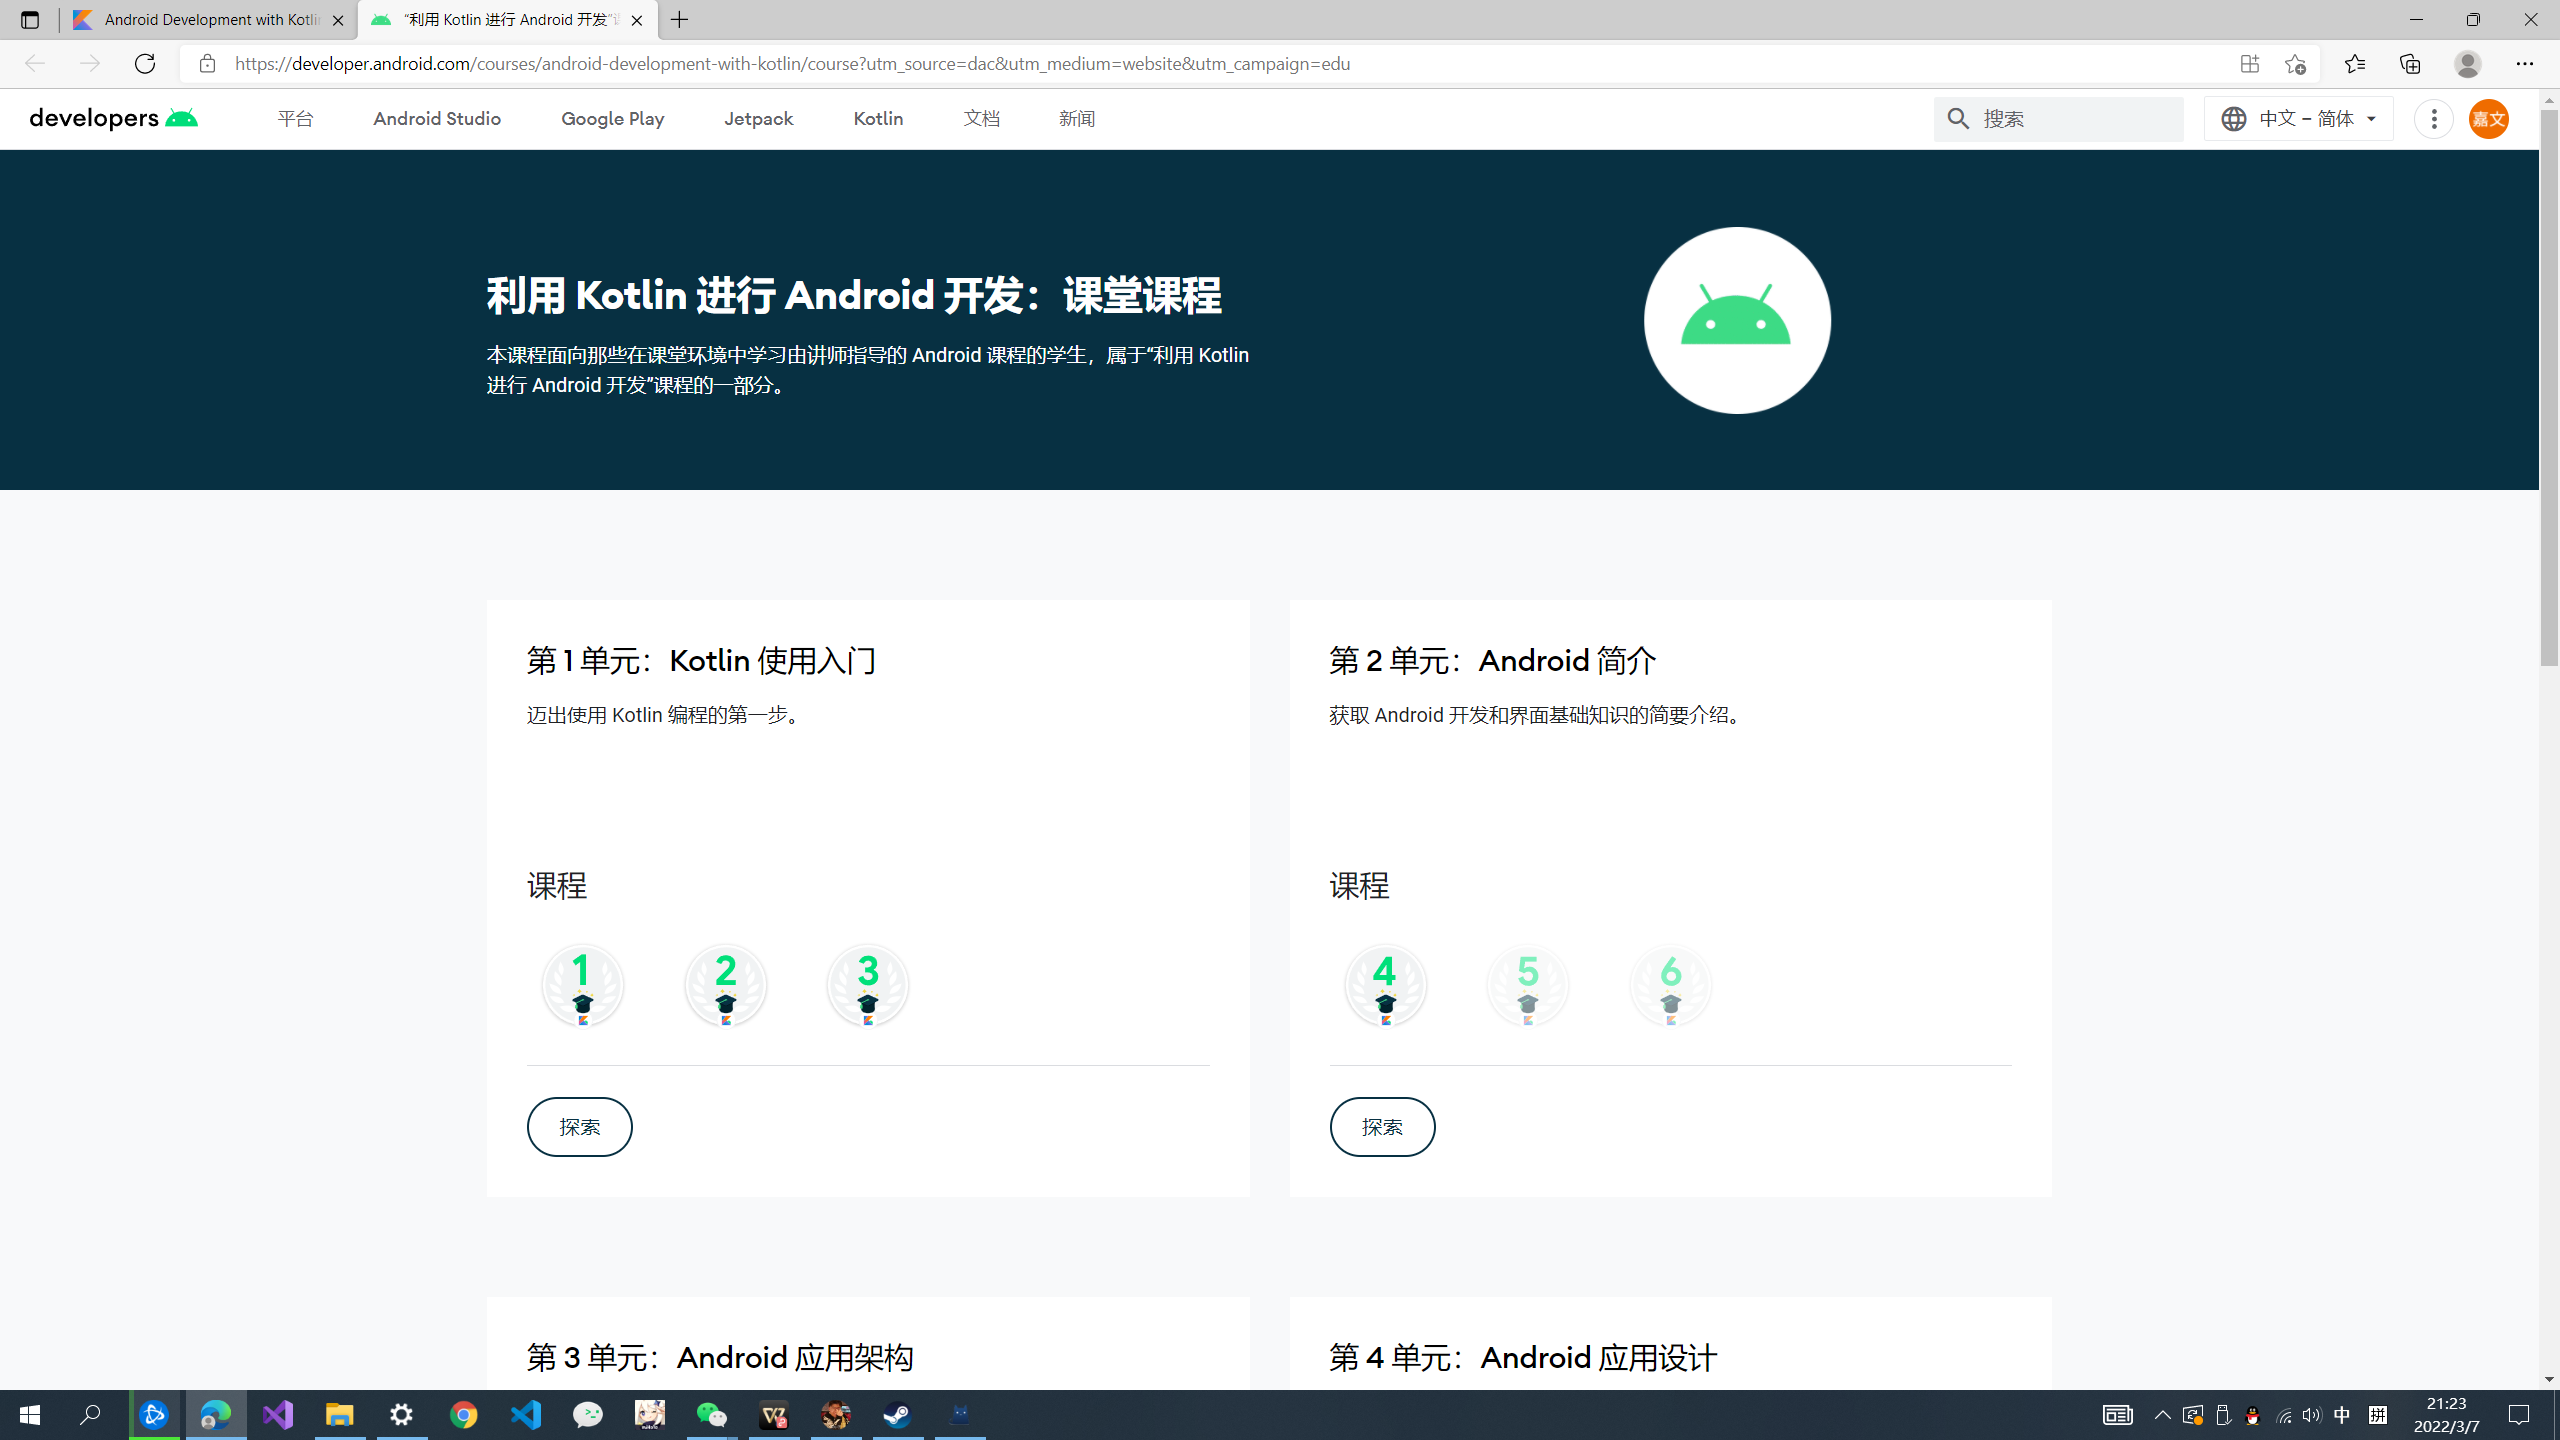 Android Development with Kotlin
“利用 Kotlin 进行 Android 开发”
https://developer.android.com/courses/android-development-with-kotlin/course?utm_source=dac&utm_medium=website&utm_campaign=edu
developers 平台 Android Studio Google Play Jetpack Kotlin 文档 新闻 搜索 中文 – 简体 嘉文
利用 Kotlin 进行 Android 开发：课堂课程
本课程面向那些在课堂环境中学习由讲师指导的 Android 课程的学生，属于“利用 Kotlin
进行 Android 开发”课程的一部分。
第 1 单元：Kotlin 使用入门
迈出使用 Kotlin 编程的第一步。
课程
1 2 3
探索
第 2 单元：Android 简介
获取 Android 开发和界面基础知识的简要介绍。
课程
4 5 6
探索
第 3 单元：Android 应用架构
第 4 单元：Android 应用设计
中 拼
21:23
2022/3/7